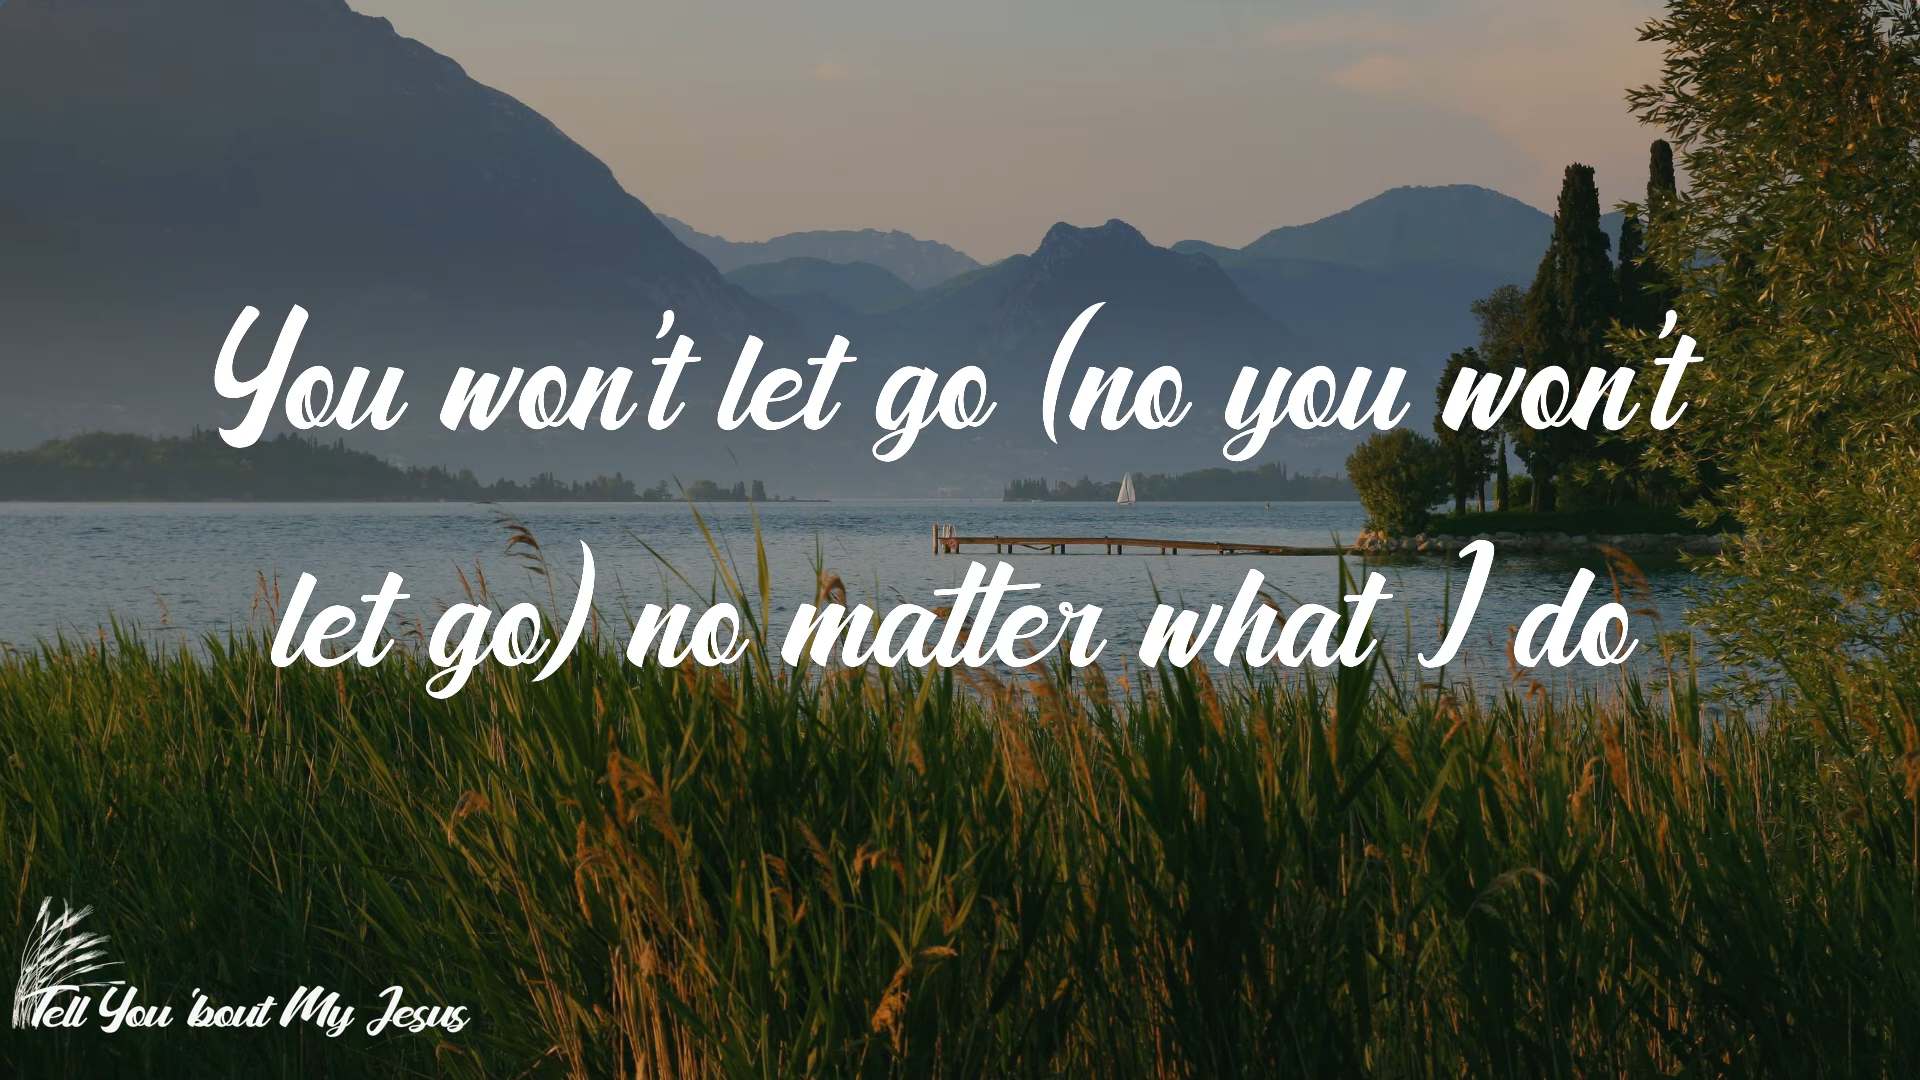 You won't let go (no you won't
let go) no matter what I do
Tell You 'bout My Jesus